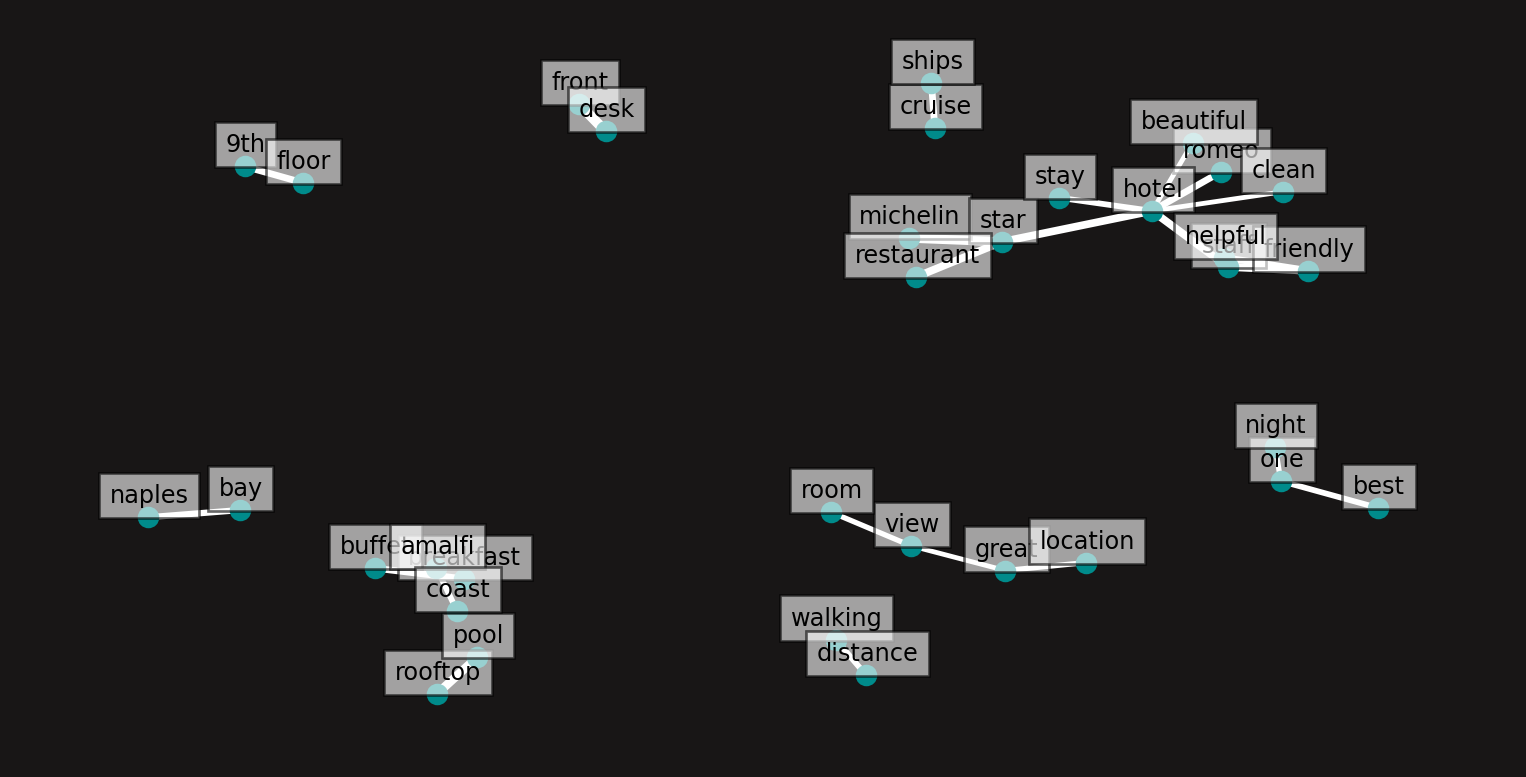 ships
front
desk
cruise
beautiful
9th
floor
romeo
clean
stay
hotel
michelin
star
helpful
staff
friendly
restaurant
night
one
best
naples
bay
room
view
great
location
buffet
amalfi
breakfast
coast
walking
distance
pool
rooftop